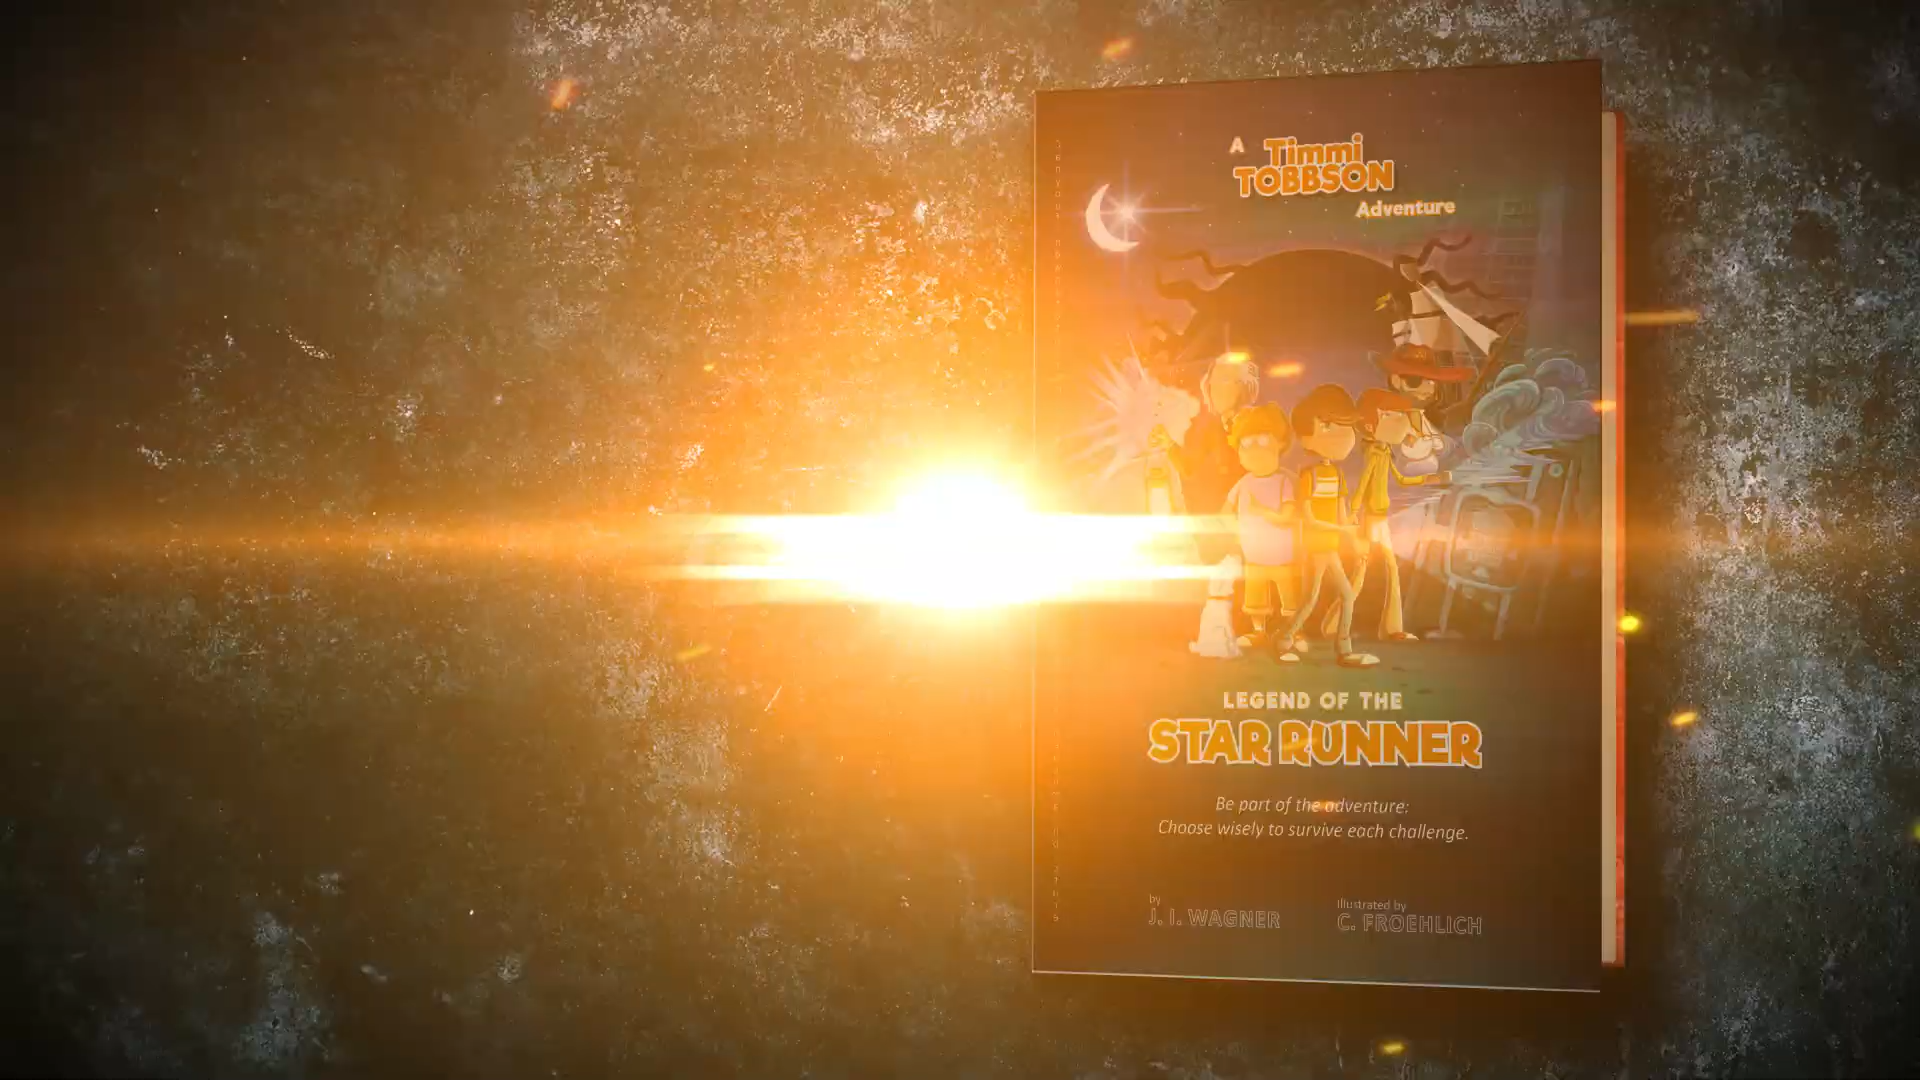 A Timmi
TOBBSON
Adventure
LEGEND OF THE
STAR RUNNER
Be part of the adventure:
Choose wisely to survive each challenge.
by
J. I. WAGNER
Illustrated by
C. FROEHLICH